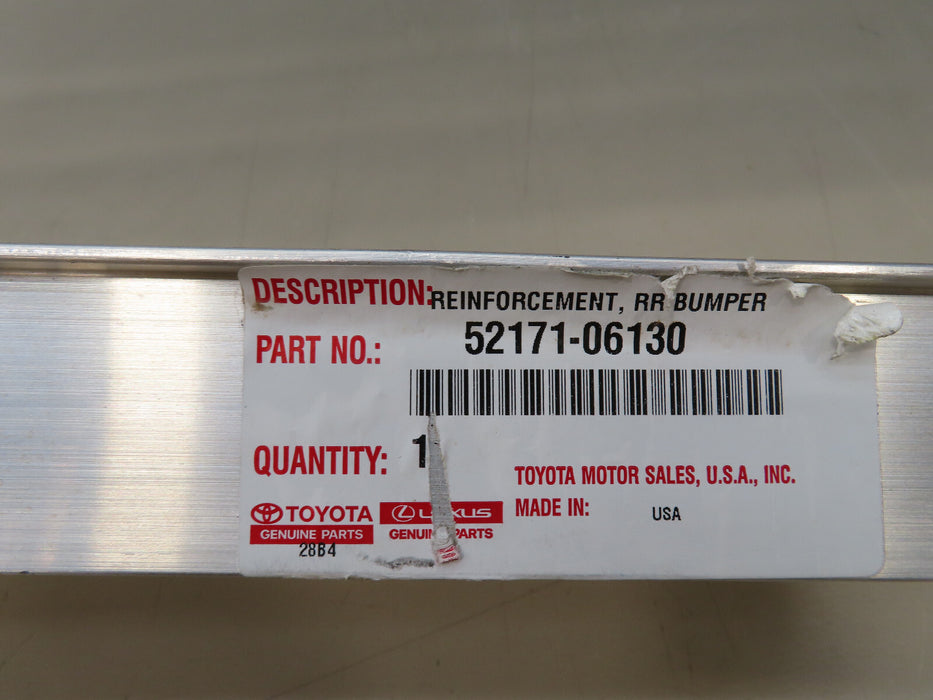 DESCRIPTION: REINFORCEMENT, RR BUMPER
PART NO.: 52171-06130
QUANTITY: 1
TOYOTA MOTOR SALES, U.S.A., INC.
MADE IN: USA
TOYOTA
GENUINE PARTS
LEXUS
GENUINE PARTS
28B4